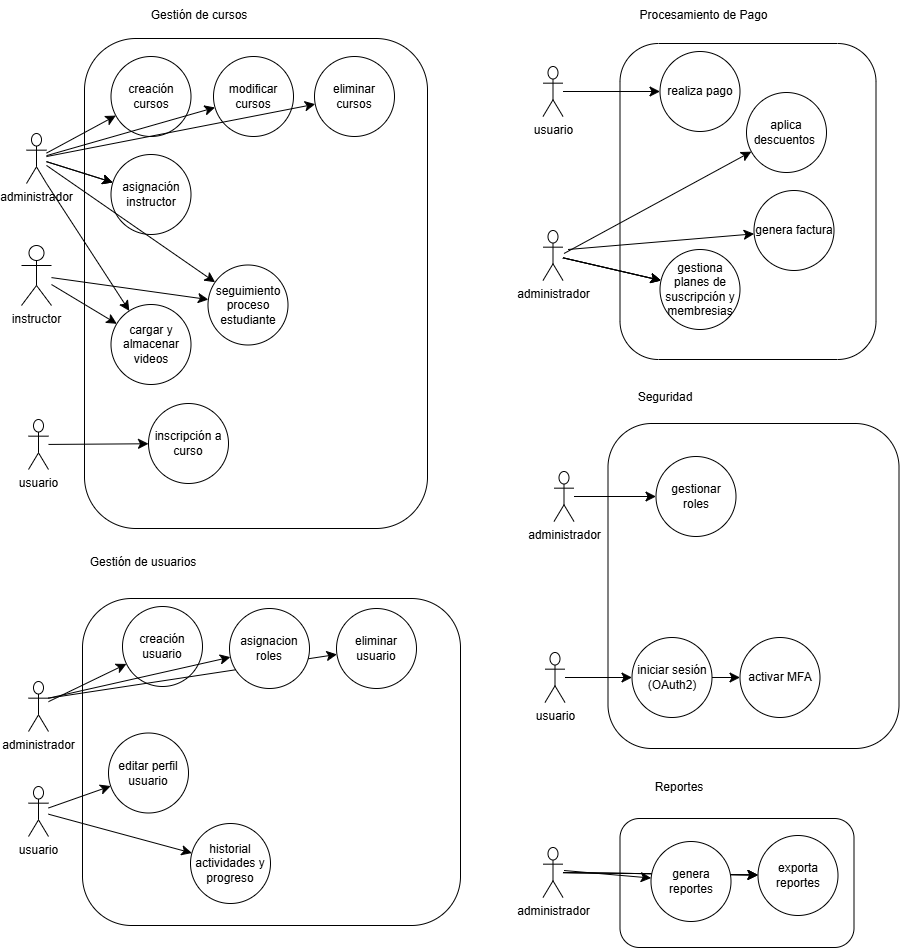 Gestión de cursos
creación
cursos
modificar
cursos
eliminar
cursos
administrador
asignación
instructor
instructor
seguimiento
proceso
estudiante
cargar y
almacenar
videos
usuario
inscripción a
curso
Procesamiento de Pago
usuario
realiza pago
aplica
descuentos
administrador
genera factura
gestiona
planes de
suscripción y
membresias
Seguridad
administrador
gestionar
roles
usuario
iniciar sesión
(OAuth2)
activar MFA
Gestión de usuarios
creación
usuario
asignacion
roles
eliminar
usuario
administrador
editar perfil
usuario
usuario
historial
actividades y
progreso
Reportes
administrador
genera
reportes
exporta
reportes